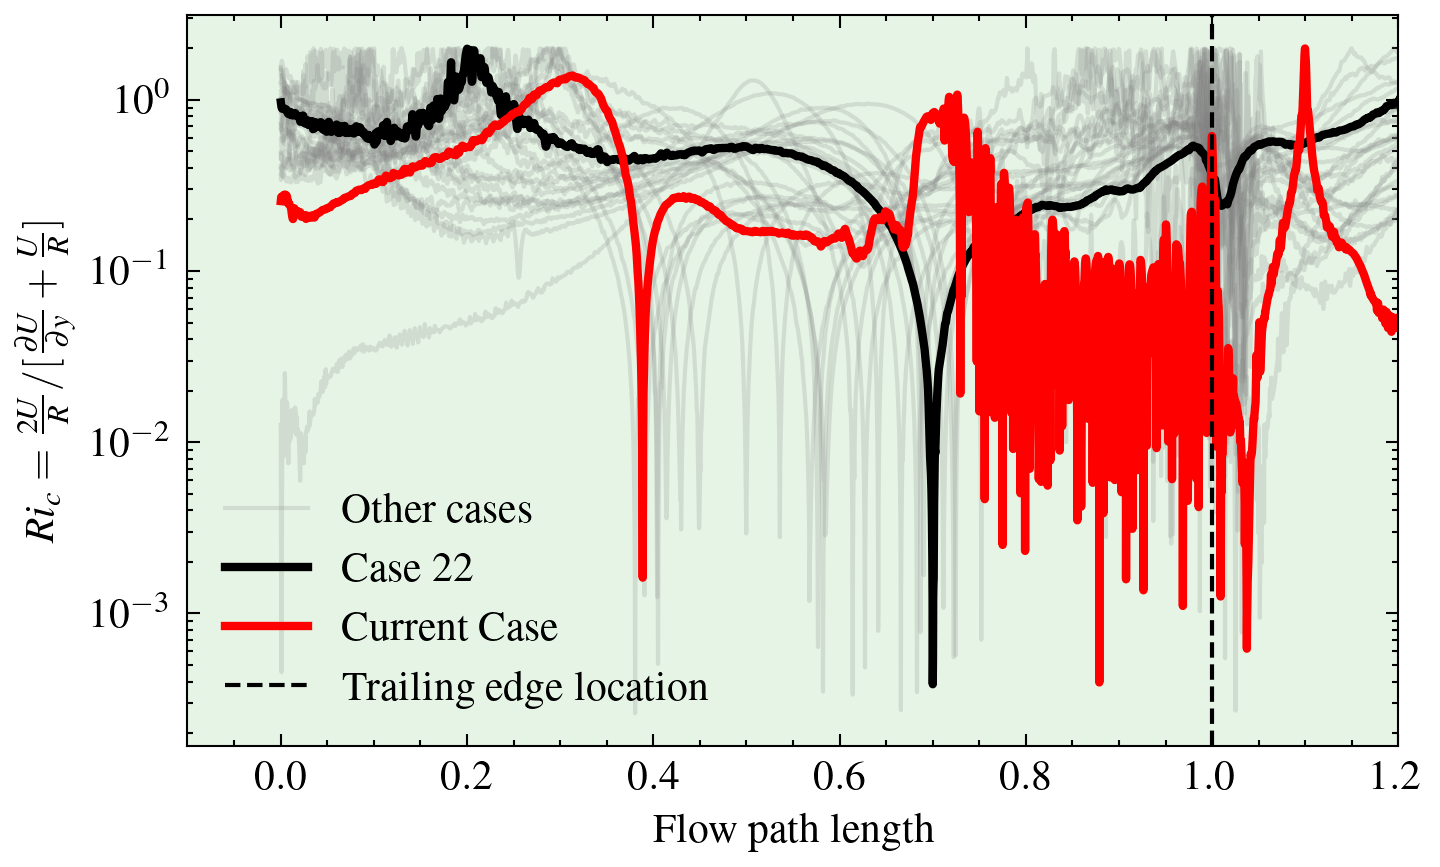 10⁰
10⁻¹
10⁻²
10⁻³
Ri_c = 2U/R / [∂U/∂y + U/R]
Other cases
Case 22
Current Case
Trailing edge location
0.0 0.2 0.4 0.6 0.8 1.0 1.2
Flow path length